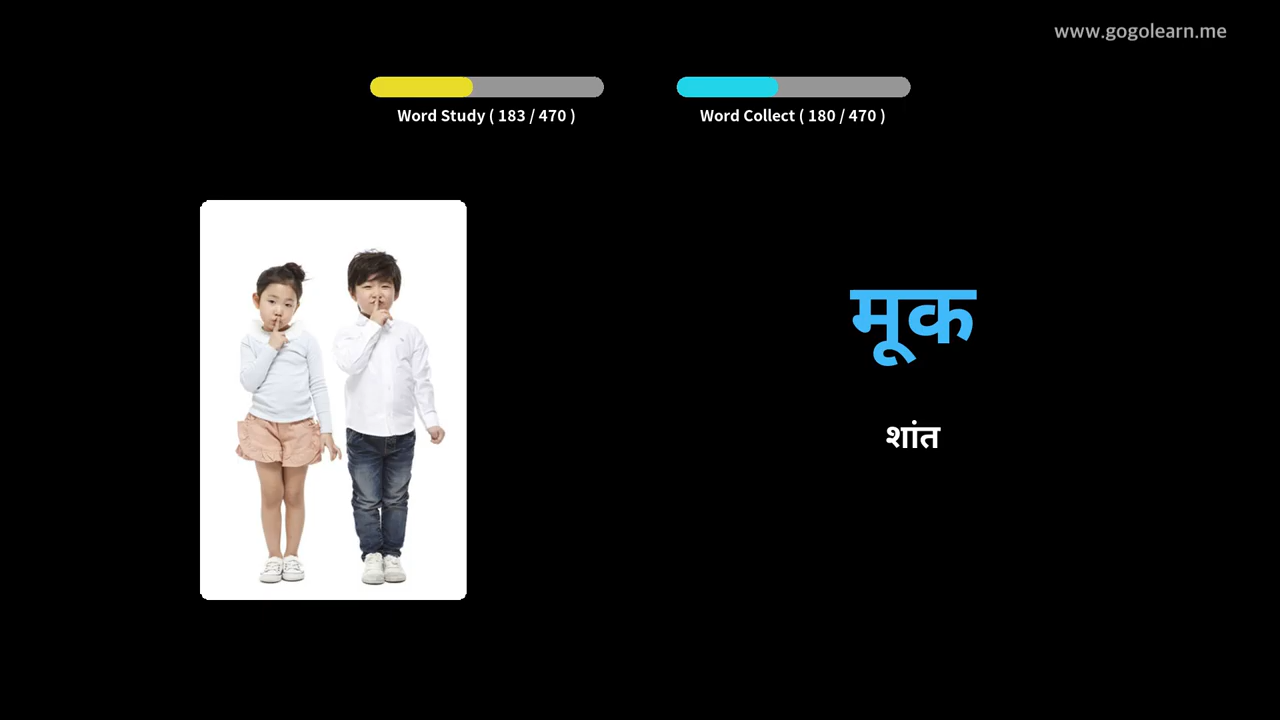 www.gogolearn.me
Word Study ( 183 / 470 )
Word Collect ( 180 / 470 )
मूक
शांत